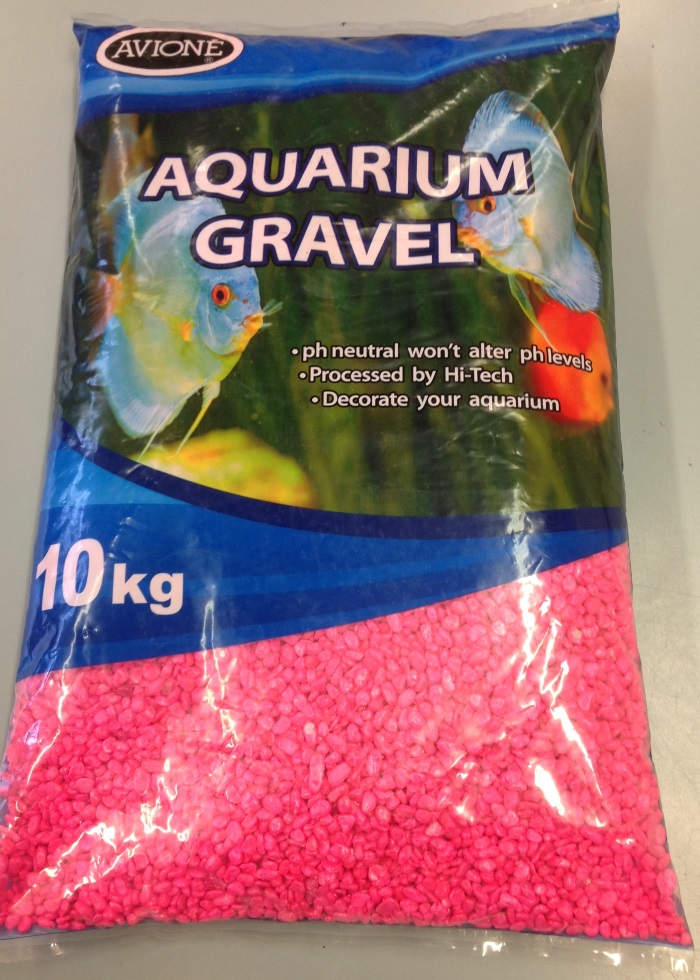 AVIONE®
AQUARIUM
GRAVEL
• ph neutral won't alter ph levels
• Processed by Hi-Tech
• Decorate your aquarium
10kg